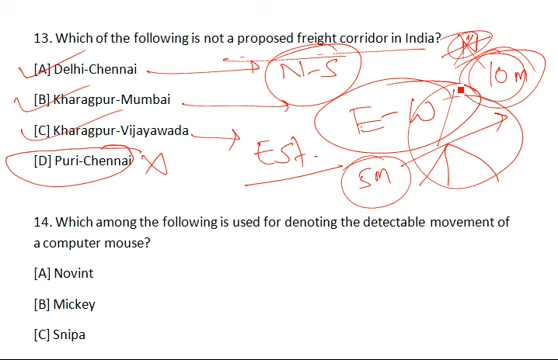 13. Which of the following is not a proposed freight corridor in India?
[A] Delhi-Chennai N-S 10 m
[B] Kharagpur-Mumbai E-W
[C] Kharagpur-Vijayawada Est.
[D] Puri-Chennai 5m
14. Which among the following is used for denoting the detectable movement of
a computer mouse?
[A] Novint
[B] Mickey
[C] Snipa